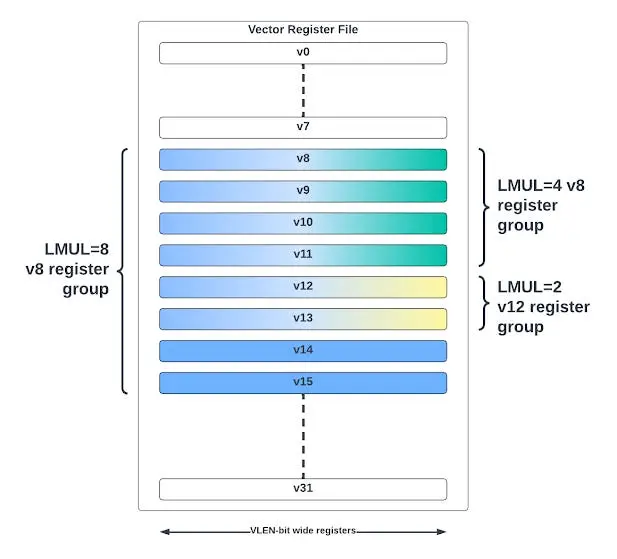 Vector Register File
v0
v7
v8
v9
v10
v11
v12
v13
v14
v15
v31
LMUL=8
v8 register
group
LMUL=4 v8
register
group
LMUL=2
v12 register
group
VLEN-bit wide registers